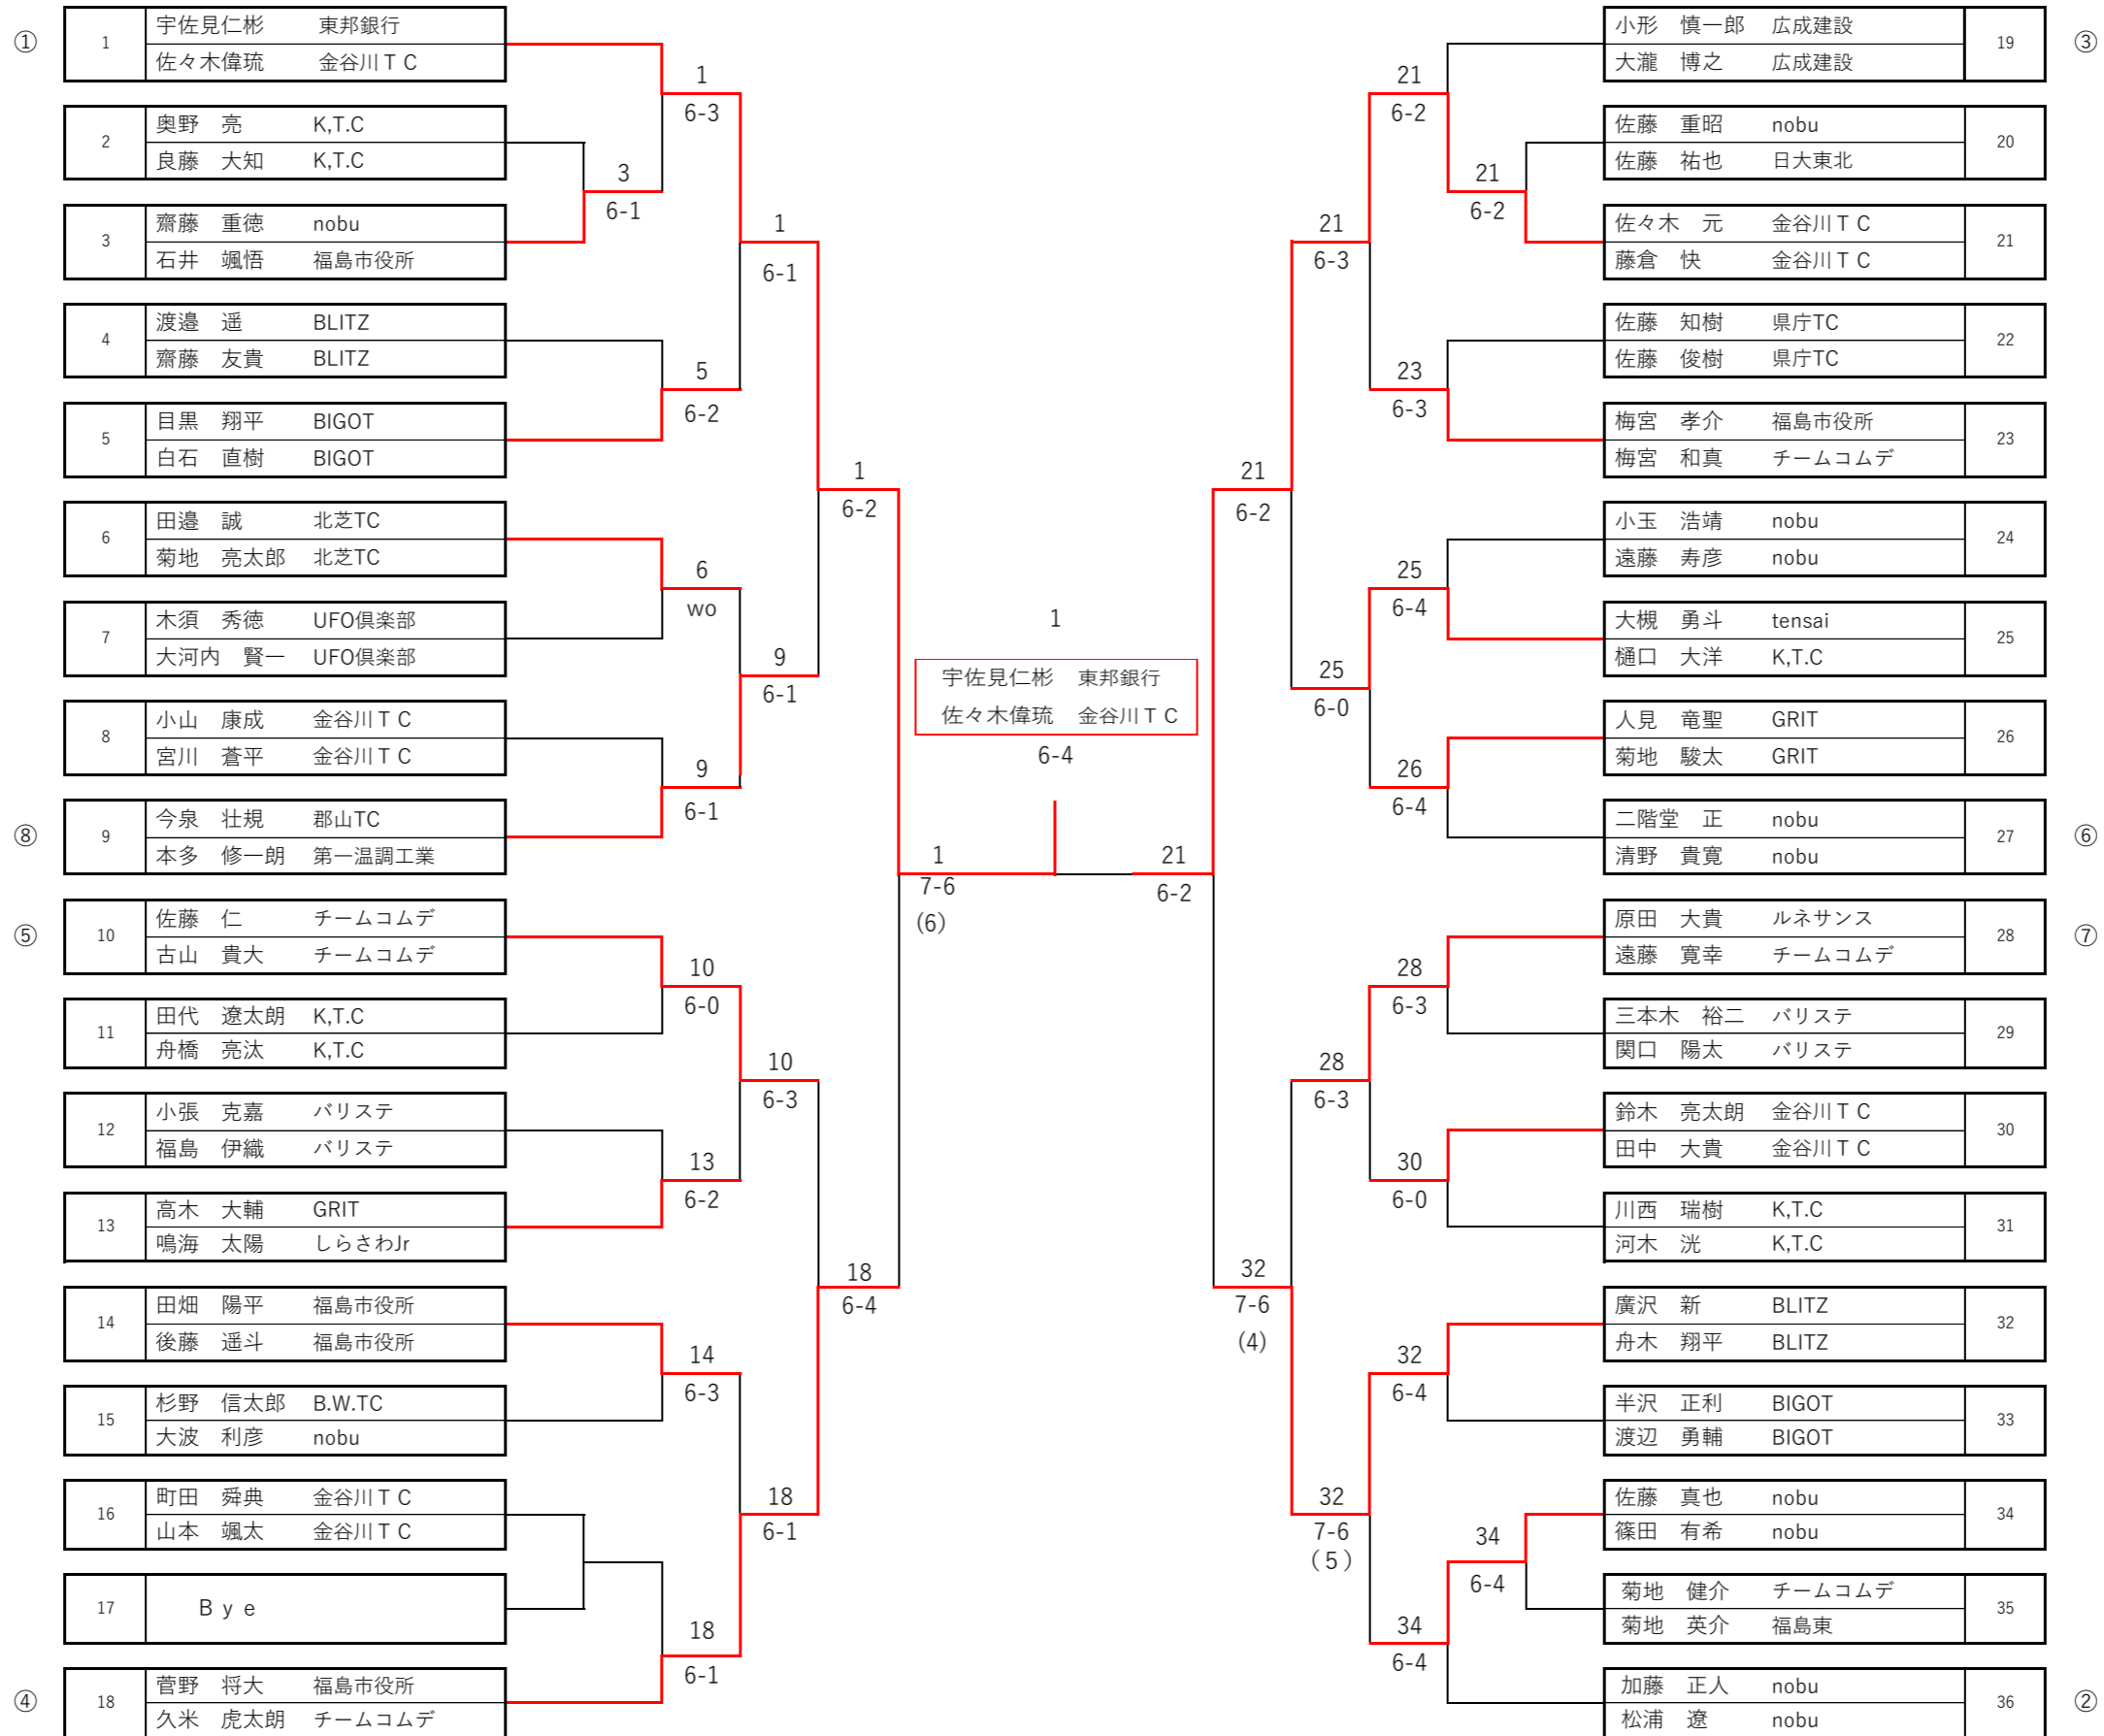 ① 1 宇佐見仁彬 東邦銀行
佐々木偉琉 金谷川ＴＣ
2 奥野 亮 K,T.C
良藤 大知 K,T.C
3 齋藤 重徳 nobu
石井 颯悟 福島市役所
4 渡邉 遥 BLITZ
齋藤 友貴 BLITZ
5 目黒 翔平 BIGOT
白石 直樹 BIGOT
6 田邉 誠 北芝TC
菊地 亮太郎 北芝TC
7 木須 秀徳 UFO倶楽部
大河内 賢一 UFO倶楽部
8 小山 康成 金谷川ＴＣ
宮川 蒼平 金谷川ＴＣ
⑧ 9 今泉 壮規 郡山TC
本多 修一朗 第一温調工業
⑤ 10 佐藤 仁 チームコムデ
古山 貴大 チームコムデ
11 田代 遼太朗 K,T.C
舟橋 亮汰 K,T.C
12 小張 克嘉 バリステ
福島 伊織 バリステ
13 高木 大輔 GRIT
鳴海 太陽 しらさわJr
14 田畑 陽平 福島市役所
後藤 遥斗 福島市役所
15 杉野 信太郎 B.W.TC
大波 利彦 nobu
16 町田 舜典 金谷川ＴＣ
山本 颯太 金谷川ＴＣ
17 Ｂｙｅ
④ 18 菅野 将大 福島市役所
久米 虎太朗 チームコムデ
3
6-1
1
6-3
5
6-2
6
wo
9
6-1
10
6-0
13
6-2
14
6-3
18
6-1
1
6-1
9
6-1
10
6-3
18
6-1
1
6-2
18
6-4
1
7-6
(6)
1
宇佐見仁彬 東邦銀行
佐々木偉琉 金谷川ＴＣ
6-4
21
6-2
21
6-2
32
7-6
(4)
21
6-3
25
6-0
28
6-3
32
7-6
（5）
21
6-2
23
6-3
25
6-4
26
6-4
28
6-3
30
6-0
32
6-4
34
6-4
21
6-2
34
6-4
小形 慎一郎 広成建設 19 ③
大瀧 博之 広成建設
佐藤 重昭 nobu 20
佐藤 祐也 日大東北
佐々木 元 金谷川ＴＣ 21
藤倉 快 金谷川ＴＣ
佐藤 知樹 県庁TC 22
佐藤 俊樹 県庁TC
梅宮 孝介 福島市役所 23
梅宮 和真 チームコムデ
小玉 浩靖 nobu 24
遠藤 寿彦 nobu
大槻 勇斗 tensai 25
樋口 大洋 K,T.C
人見 竜聖 GRIT 26
菊地 駿太 GRIT
二階堂 正 nobu 27 ⑥
清野 貴寛 nobu
原田 大貴 ルネサンス 28 ⑦
遠藤 寛幸 チームコムデ
三本木 裕二 バリステ 29
関口 陽太 バリステ
鈴木 亮太朗 金谷川ＴＣ 30
田中 大貴 金谷川ＴＣ
川西 瑞樹 K,T.C 31
河木 洸 K,T.C
廣沢 新 BLITZ 32
舟木 翔平 BLITZ
半沢 正利 BIGOT 33
渡辺 勇輔 BIGOT
佐藤 真也 nobu 34
篠田 有希 nobu
菊地 健介 チームコムデ 35
菊地 英介 福島東
加藤 正人 nobu 36 ②
松浦 遼 nobu